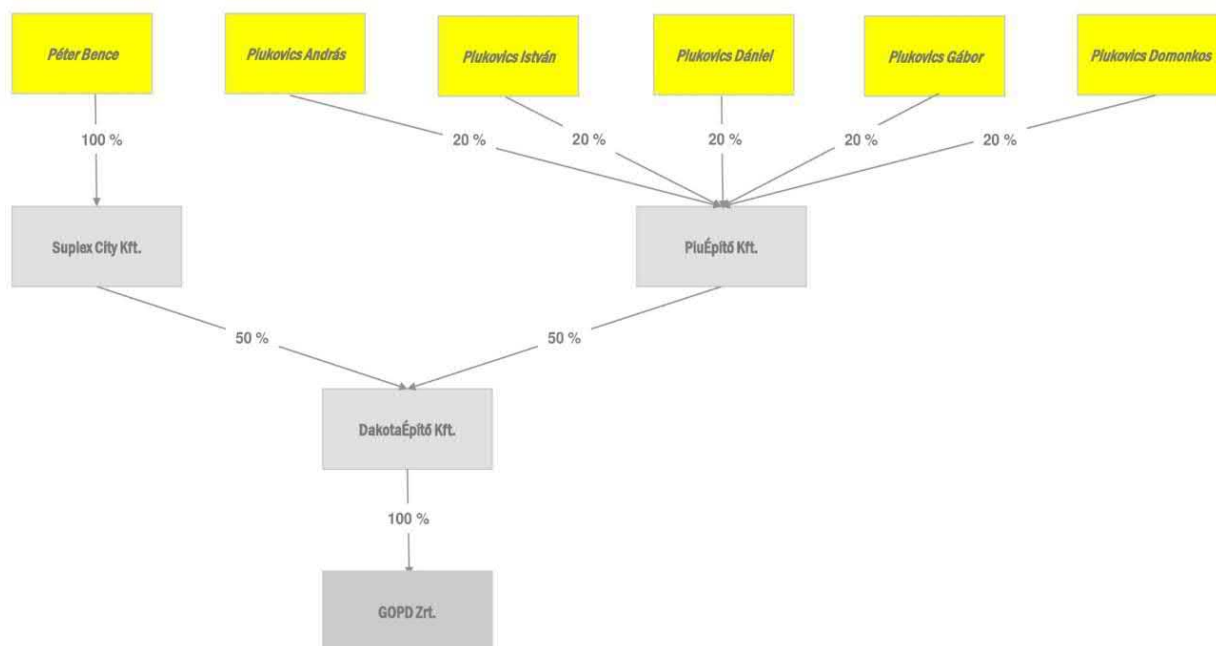 Péter Bence
Plukovics András
Plukovics István
Plukovics Dániel
Plukovics Gábor
Plukovics Domonkos
100 %
20 %
20 %
20 %
20 %
20 %
Suplex City Kft.
PluÉpítő Kft.
50 %
50 %
DakotaÉpítő Kft.
100 %
GOPD Zrt.